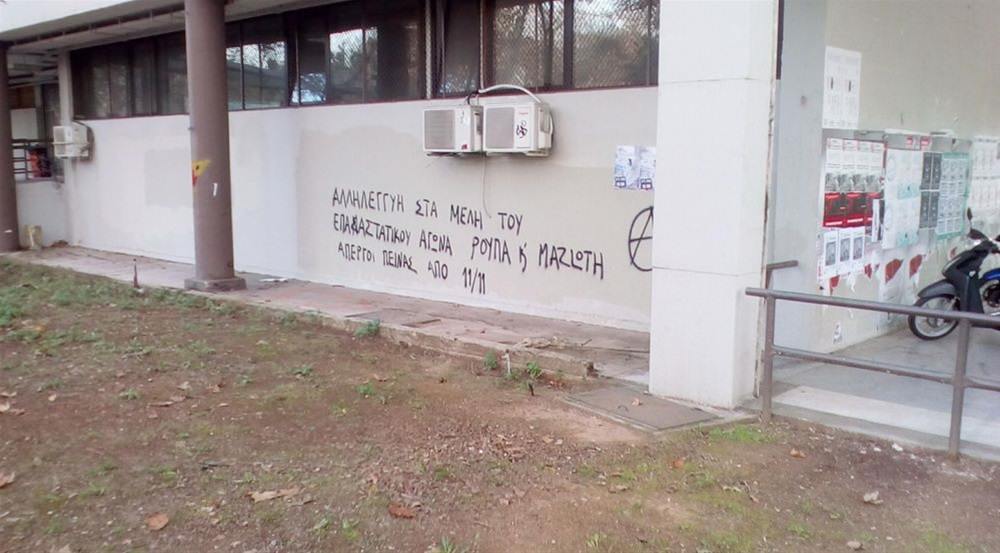 ΑΛΛΗΛΕΓΓΥΗ ΣΤΑ ΜΕΛΗ ΤΟΥ
ΕΠΑΝΑΣΤΑΤΙΚΟΥ ΑΓΩΝΑ ΡΟΥΠΑ Κ' ΜΑΖΙΩΤΗ
ΑΠΕΡΓΟΙ ΠΕΙΝΑΣ ΑΠΟ 11/11